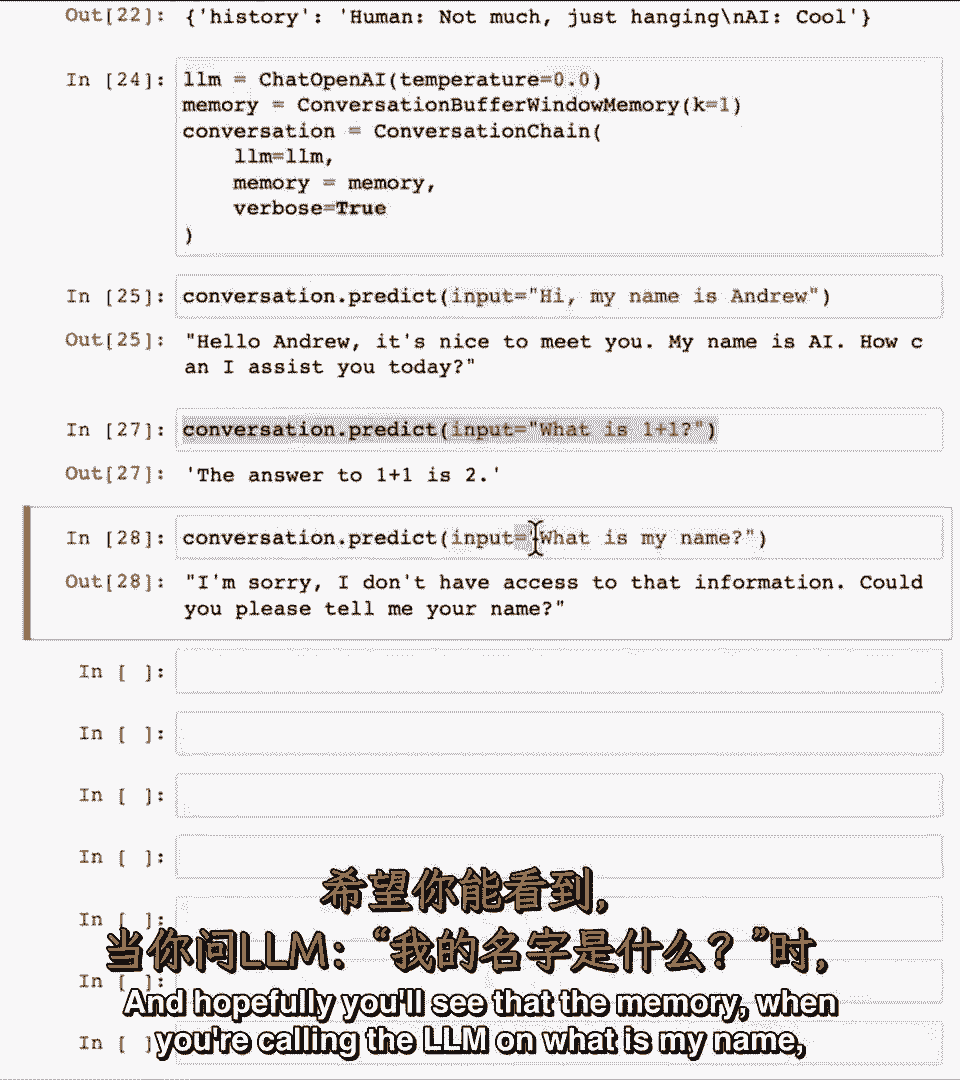 Out[22]: {'history': 'Human: Not much, just hanging\nAI: Cool'}
In [24]: llm = ChatOpenAI(temperature=0.0)
memory = ConversationBufferWindowMemory(k=1)
conversation = ConversationChain(
    llm=llm,
    memory = memory,
    verbose=True
)
In [25]: conversation.predict(input="Hi, my name is Andrew")
Out[25]: "Hello Andrew, it's nice to meet you. My name is AI. How c
an I assist you today?"
In [27]: conversation.predict(input="What is 1+1?")
Out[27]: 'The answer to 1+1 is 2.'
In [28]: conversation.predict(input="What is my name?")
Out[28]: "I'm sorry, I don't have access to that information. Could
you please tell me your name?"
In [ ]:
In [ ]:
In [ ]:
In [ ]:
In [ ]:
In [ ]:
In [ ]:
希望你能看到,
当你问LLM:“我的名字是什么？”时,
And hopefully you'll see that the memory, when
you're calling the LLM on what is my name,